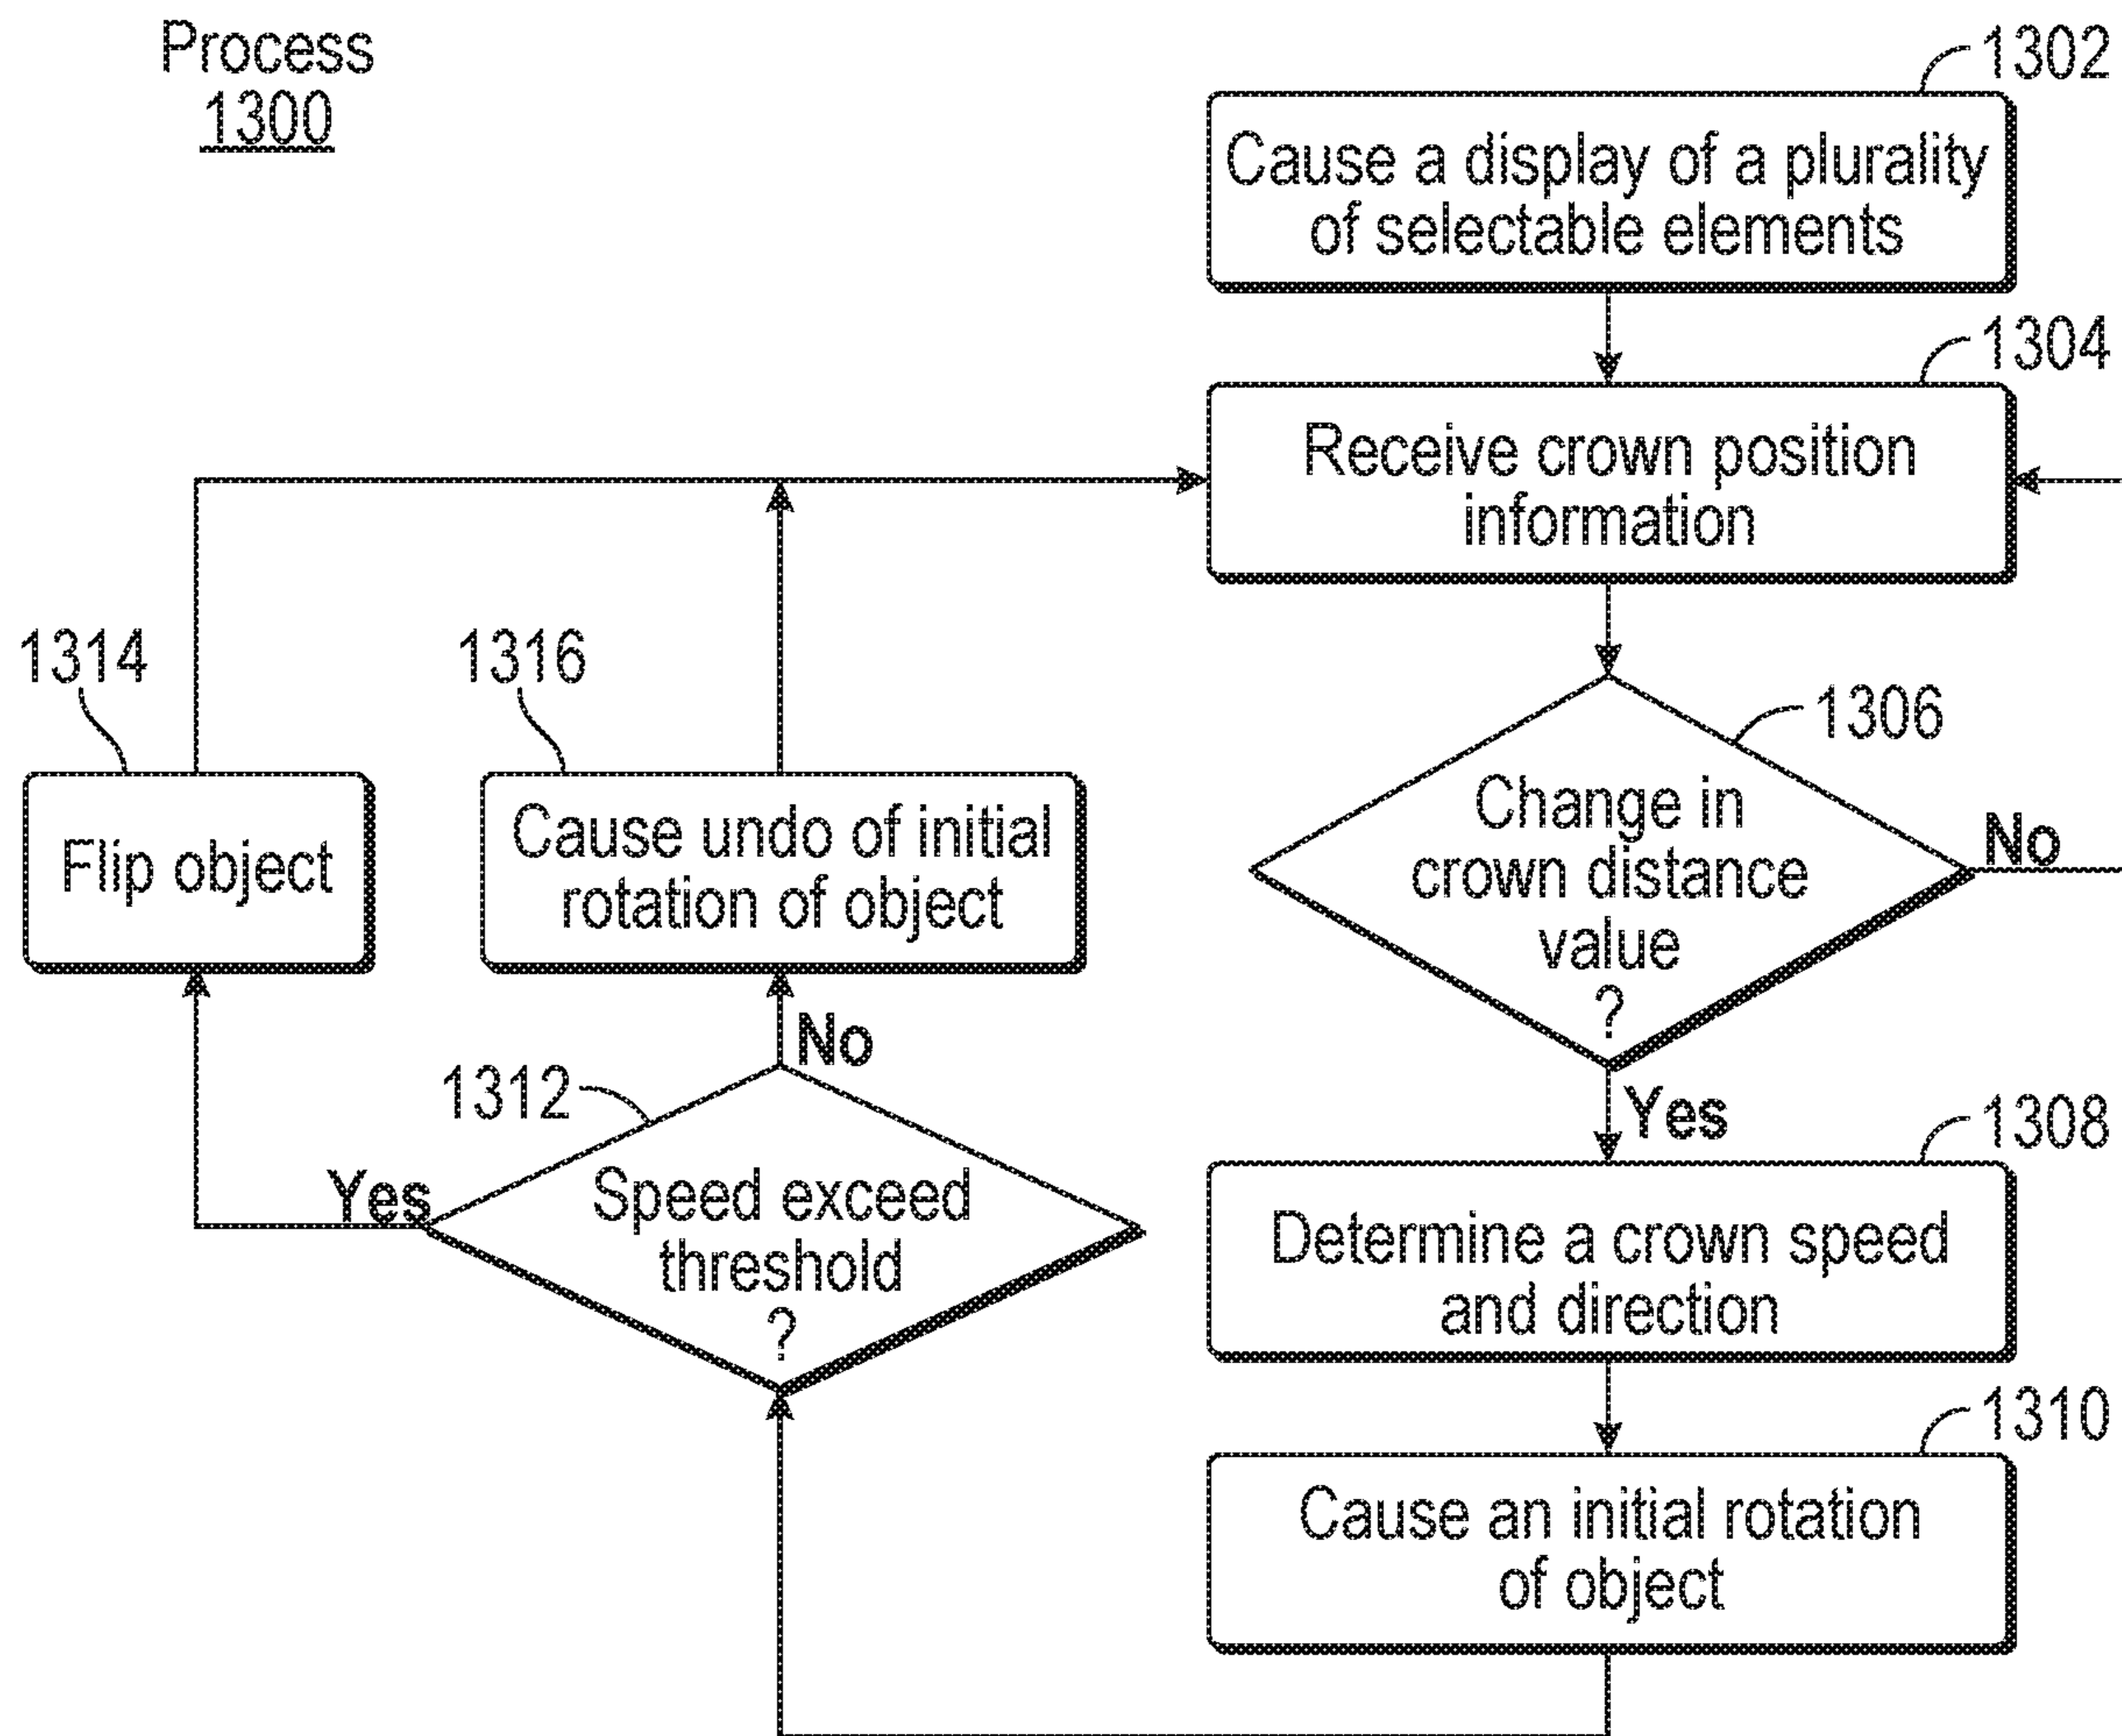 Process
1300
1302
Cause a display of a plurality
of selectable elements
1304
Receive crown position
information
1306
Change in
crown distance
value
?
No
Yes
1308
Determine a crown speed
and direction
1310
Cause an initial rotation
of object
1312
Speed exceed
threshold
?
Yes
No
1314
Flip object
1316
Cause undo of initial
rotation of object